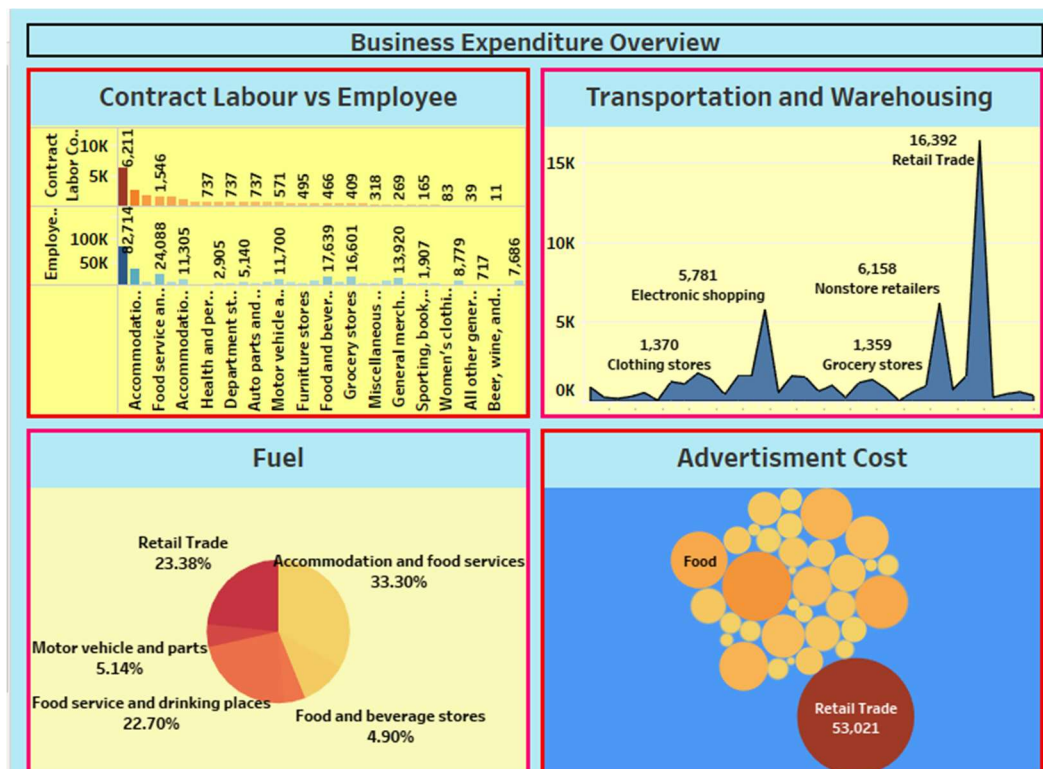 Business Expenditure Overview
Contract Labour vs Employee
Contract
Labor Co..
10K
5K
6,211
1,546
737
737
737
571
495
466
409
318
269
165
83
39
11
Employe..
100K
50K
82,714
24,088
11,305
2,905
5,140
11,700
17,639
16,601
13,920
1,907
8,779
717
7,686
Accommodatio..
Food service an..
Accommodatio..
Health and per..
Department st..
Auto parts and ..
Motor vehicle a..
Furniture stores
Food and bever..
Grocery stores
Miscellaneous ..
General merch..
Sporting, book,..
Women's clothi..
All other gener..
Beer, wine, and..
Transportation and Warehousing
15K
10K
5K
0K
16,392
Retail Trade
5,781
Electronic shopping
6,158
Nonstore retailers
1,370
Clothing stores
1,359
Grocery stores
Fuel
Retail Trade
23.38%
Accommodation and food services
33.30%
Motor vehicle and parts
5.14%
Food service and drinking places
22.70%
Food and beverage stores
4.90%
Advertisment Cost
Food
Retail Trade
53,021